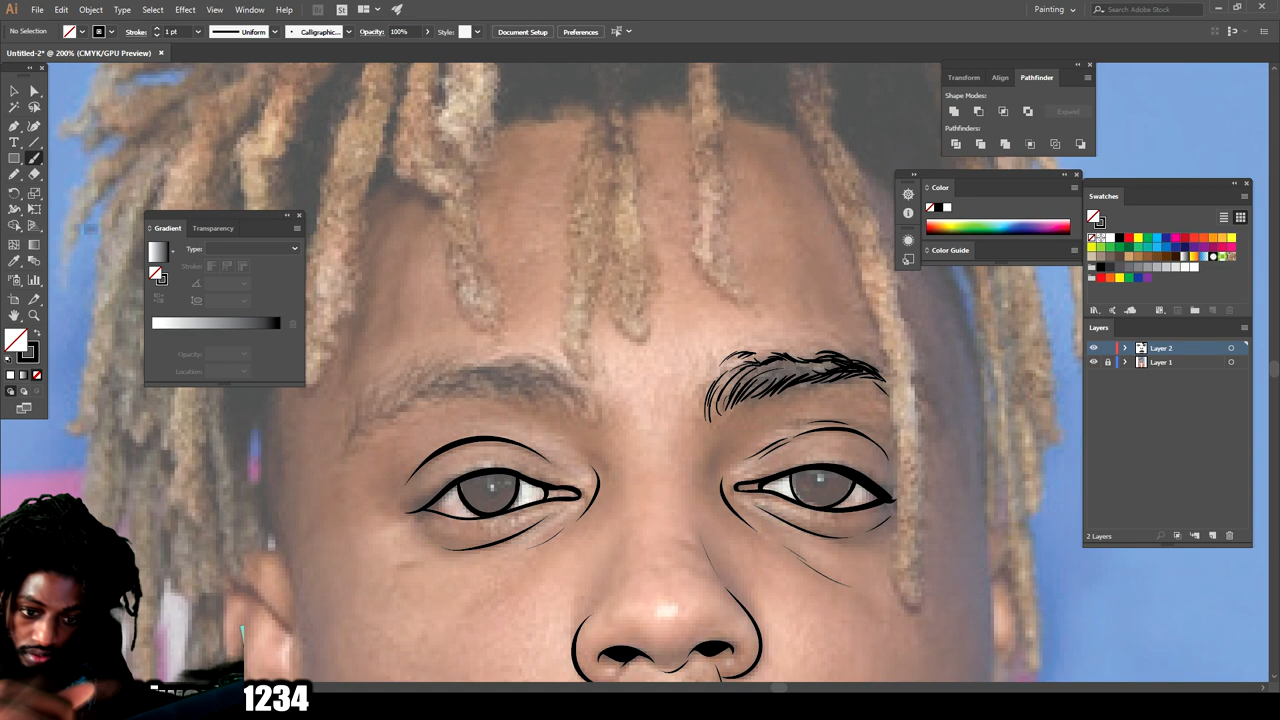 Ai File Edit Object Type Select Effect View Window Help Br St Painting Search Adobe Stock
No Selection Stroke: 1 pt Uniform Calligraphic... Opacity: 100% Style: Document Setup Preferences
Untitled-2* @ 200% (CMYK/GPU Preview)
Transform Align Pathfinder
Shape Modes:
Expand
Pathfinders:
Color
Color Guide
Swatches
Gradient Transparency
Type:
Stroke:
Opacity:
Location:
Layers
Layer 2
Layer 1
2 Layers
1234